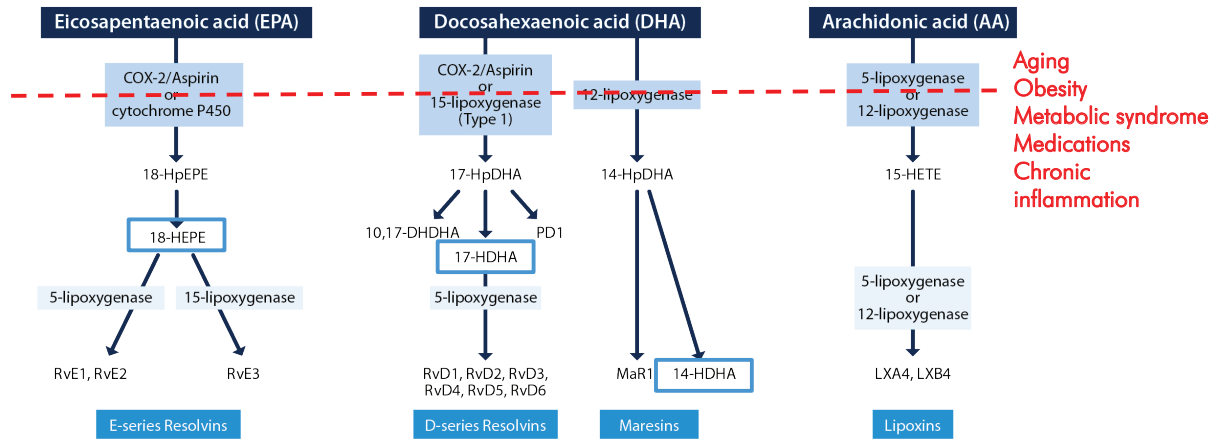 Eicosapentaenoic acid (EPA)
Docosahexaenoic acid (DHA)
Arachidonic acid (AA)
COX-2/Aspirin
or
cytochrome P450
COX-2/Aspirin
or
15-lipoxygenase
(Type 1)
12-lipoxygenase
5-lipoxygenase
or
12-lipoxygenase
Aging
Obesity
Metabolic syndrome
Medications
Chronic
inflammation
18-HpEPE
17-HpDHA
14-HpDHA
15-HETE
18-HEPE
10,17-DHDHA
PD1
17-HDHA
5-lipoxygenase
15-lipoxygenase
5-lipoxygenase
5-lipoxygenase
or
12-lipoxygenase
RvE1, RvE2
RvE3
RvD1, RvD2, RvD3,
RvD4, RvD5, RvD6
MaR1
14-HDHA
LXA4, LXB4
E-series Resolvins
D-series Resolvins
Maresins
Lipoxins